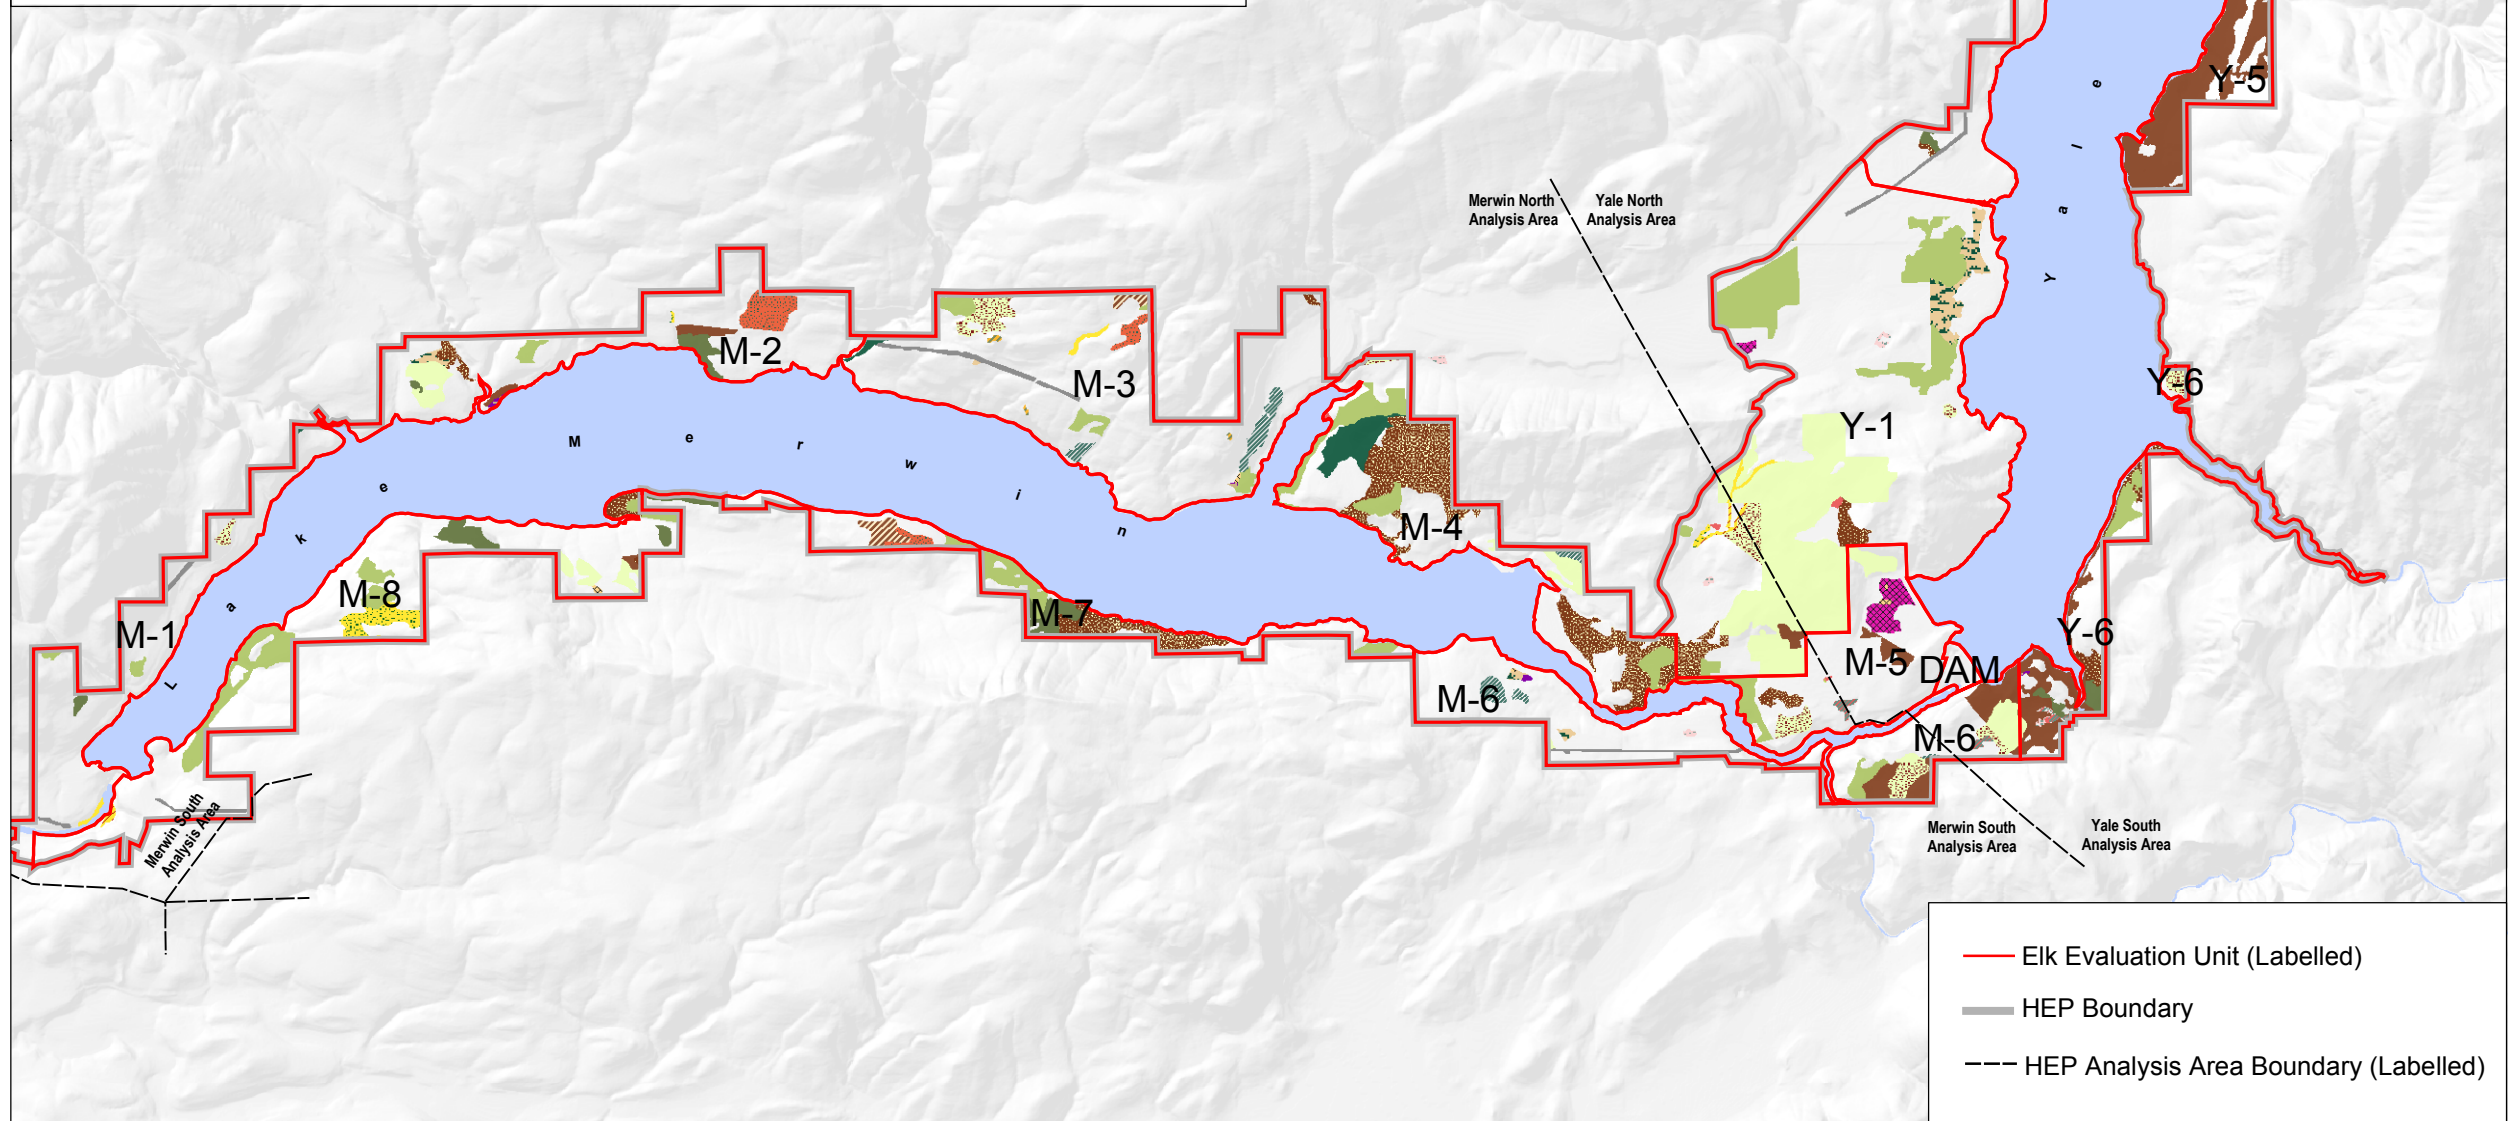 Y-5
Merwin North
Analysis Area
Yale North
Analysis Area
Yale
M-2
M-3
Y-6
Y-1
Lake Merwin
M-4
M-8
M-7
M-1
Y-6
M-5
DAM
M-6
M-6
Merwin South
Analysis Area
Merwin South
Analysis Area
Yale South
Analysis Area
Elk Evaluation Unit (Labelled)
HEP Boundary
HEP Analysis Area Boundary (Labelled)